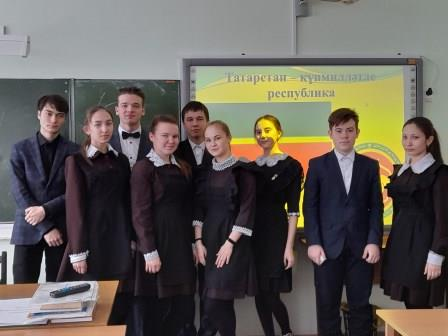 Татарстан – күпмилләтле
республика